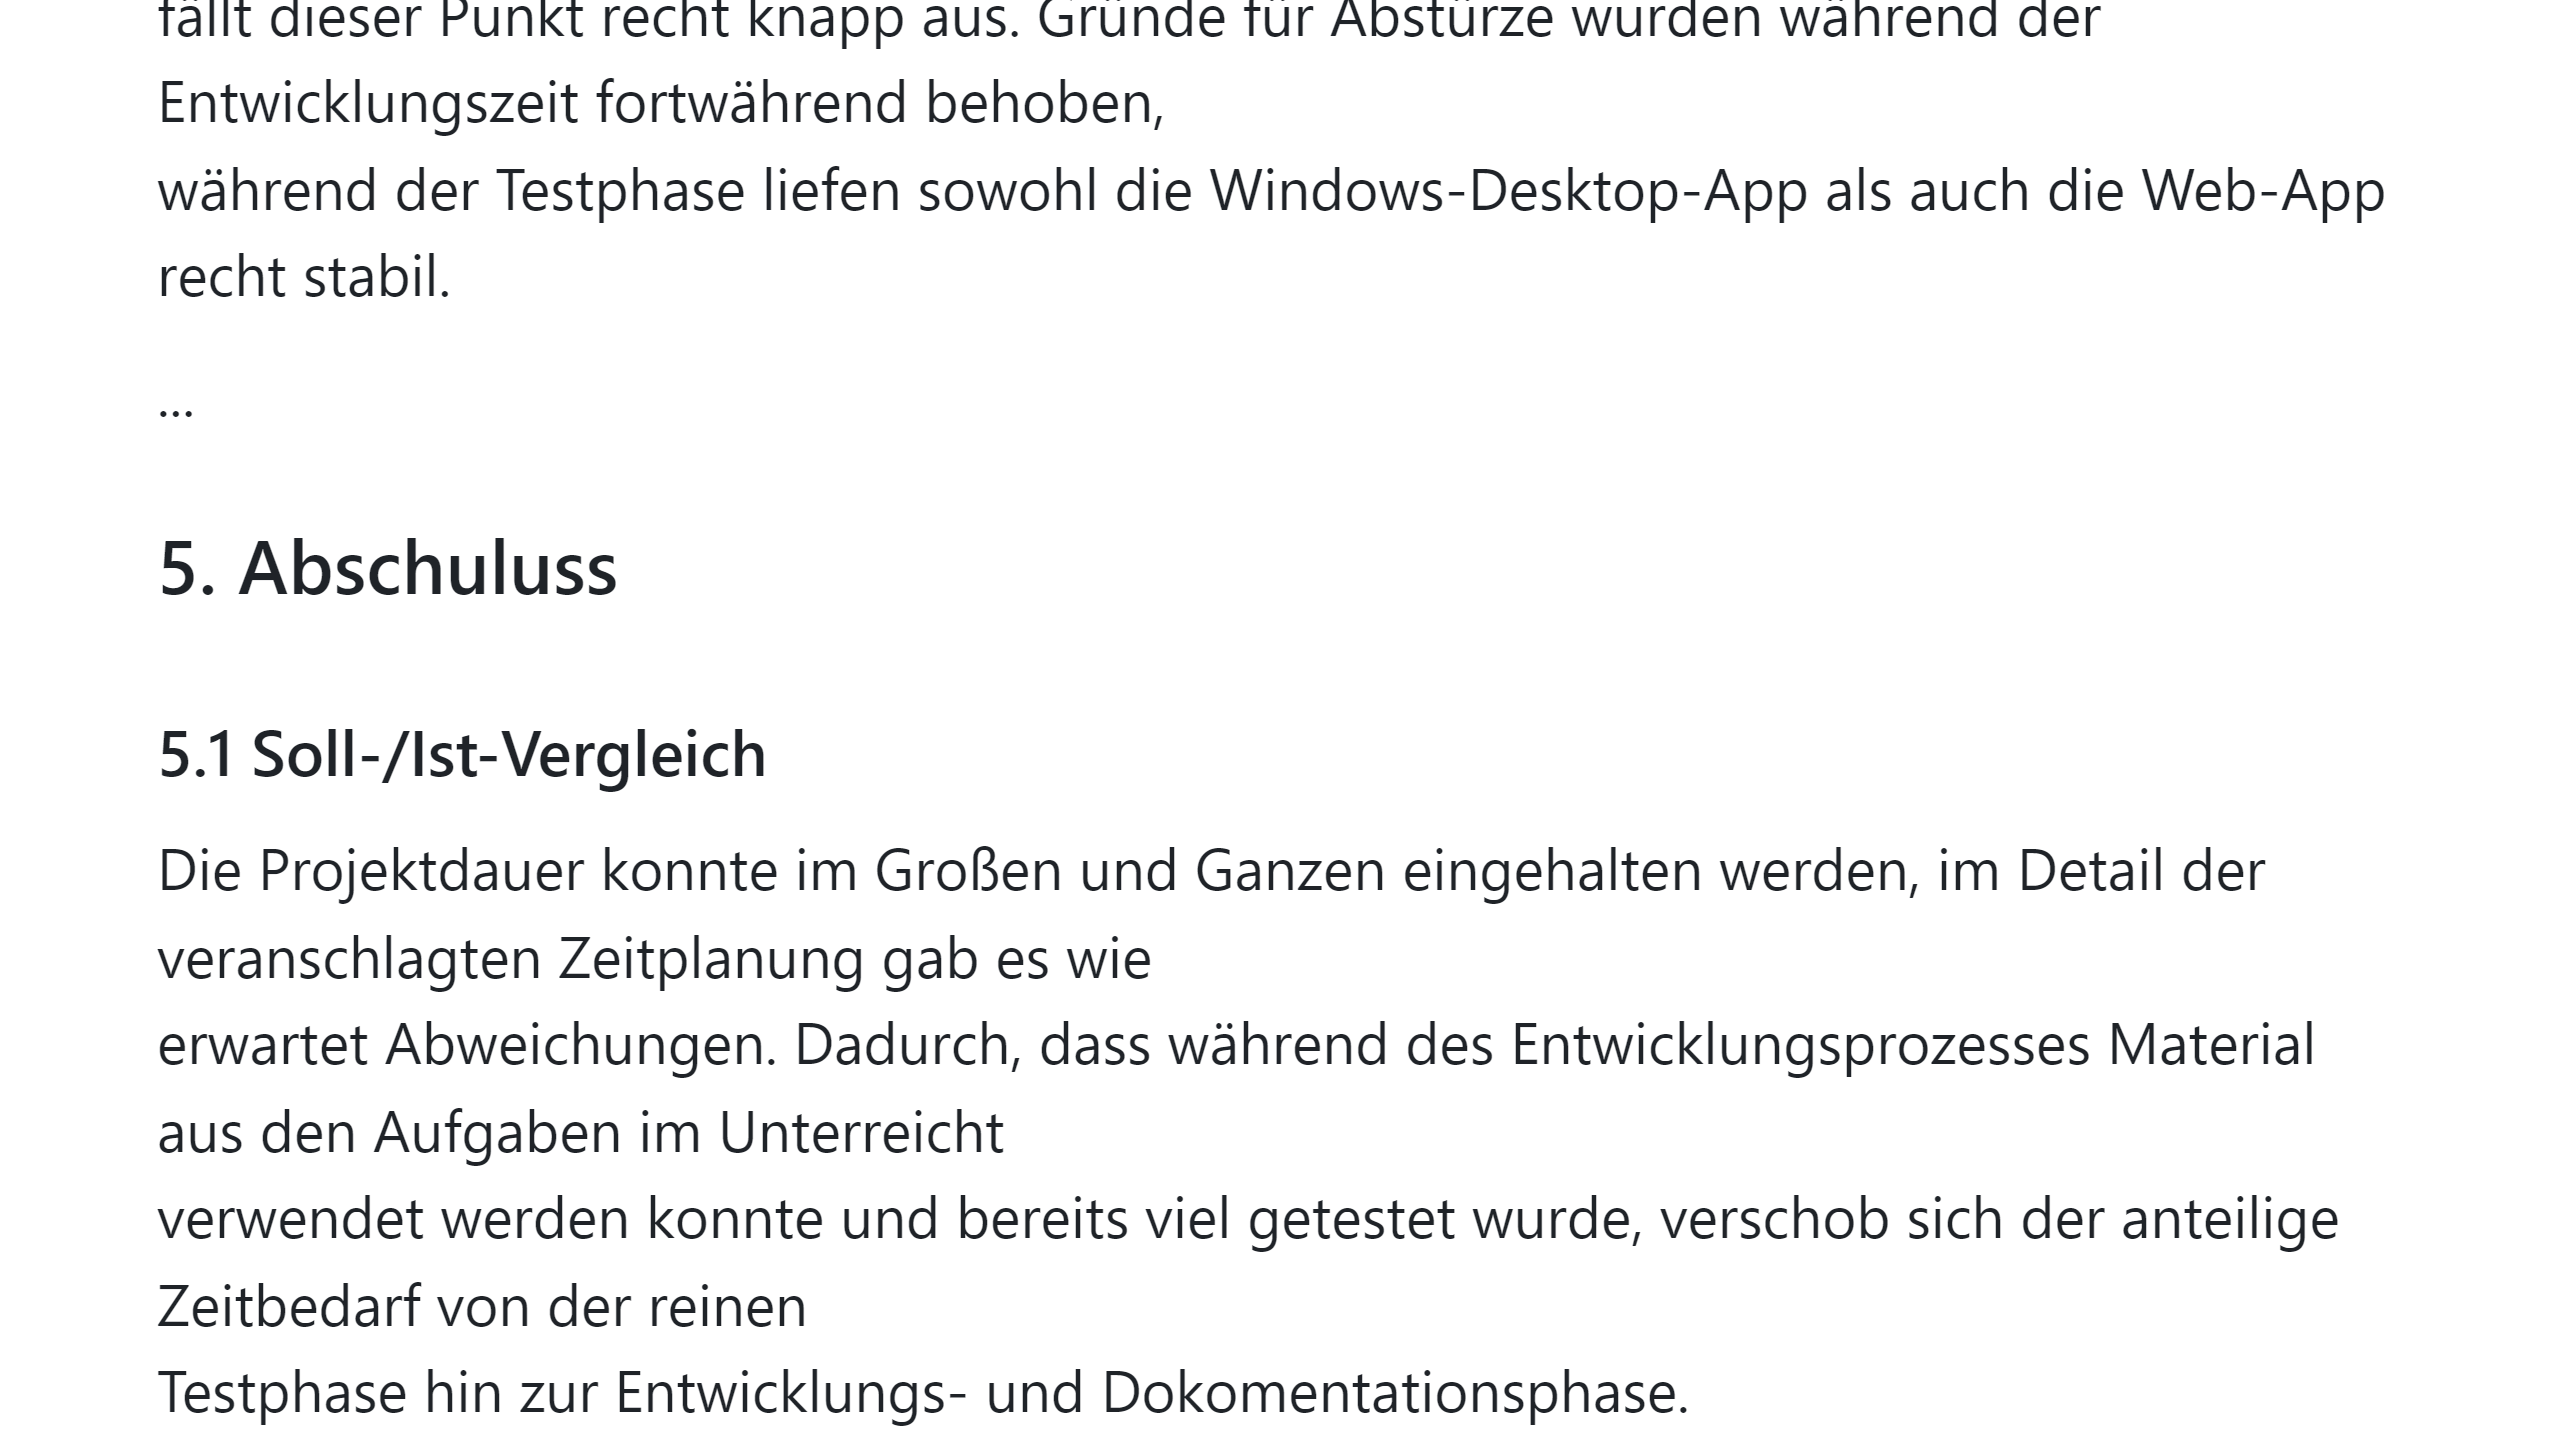 fällt dieser Punkt recht knapp aus. Gründe für Abstürze wurden während der
Entwicklungszeit fortwährend behoben,
während der Testphase liefen sowohl die Windows-Desktop-App als auch die Web-App
recht stabil.
...
5. Abschuluss
5.1 Soll-/Ist-Vergleich
Die Projektdauer konnte im Großen und Ganzen eingehalten werden, im Detail der
veranschlagten Zeitplanung gab es wie
erwartet Abweichungen. Dadurch, dass während des Entwicklungsprozesses Material
aus den Aufgaben im Unterreicht
verwendet werden konnte und bereits viel getestet wurde, verschob sich der anteilige
Zeitbedarf von der reinen
Testphase hin zur Entwicklungs- und Dokomentationsphase.